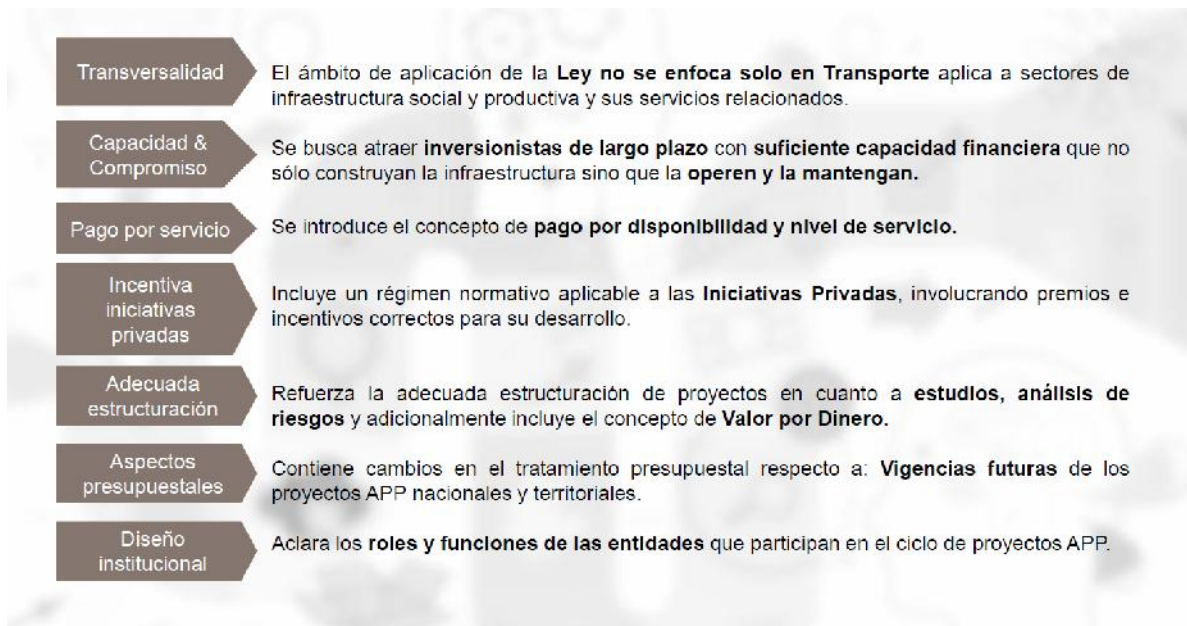 Transversalidad
El ámbito de aplicación de la Ley no se enfoca solo en Transporte aplica a sectores de
infraestructura social y productiva y sus servicios relacionados.
Capacidad &
Compromiso
Se busca atraer inversionistas de largo plazo con suficiente capacidad financiera que no
sólo construyan la infraestructura sino que la operen y la mantengan.
Pago por servicio
Se introduce el concepto de pago por disponibilidad y nivel de servicio.
Incentiva
iniciativas
privadas
Incluye un régimen normativo aplicable a las Iniciativas Privadas, involucrando premios e
incentivos correctos para su desarrollo.
Adecuada
estructuración
Refuerza la adecuada estructuración de proyectos en cuanto a estudios, análisis de
riesgos y adicionalmente incluye el concepto de Valor por Dinero.
Aspectos
presupuestales
Contiene cambios en el tratamiento presupuestal respecto a: Vigencias futuras de los
proyectos APP nacionales y territoriales.
Diseño
institucional
Aclara los roles y funciones de las entidades que participan en el ciclo de proyectos APP.